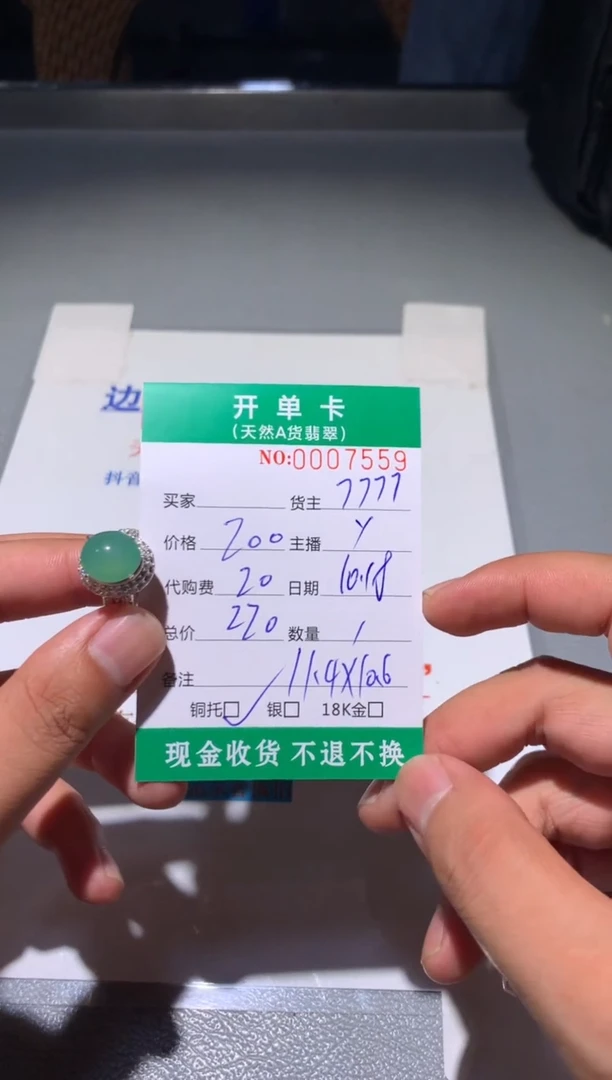 边
抖音
开单卡
(天然A货翡翠)
NO:0007559
买家 货主 7777
价格 200 主播 Y
代购费 20 日期 10.18
总价 220 数量 1
备注 11.4X10.6
铜托☑ 银□ 18K金□
现金收货 不退不换